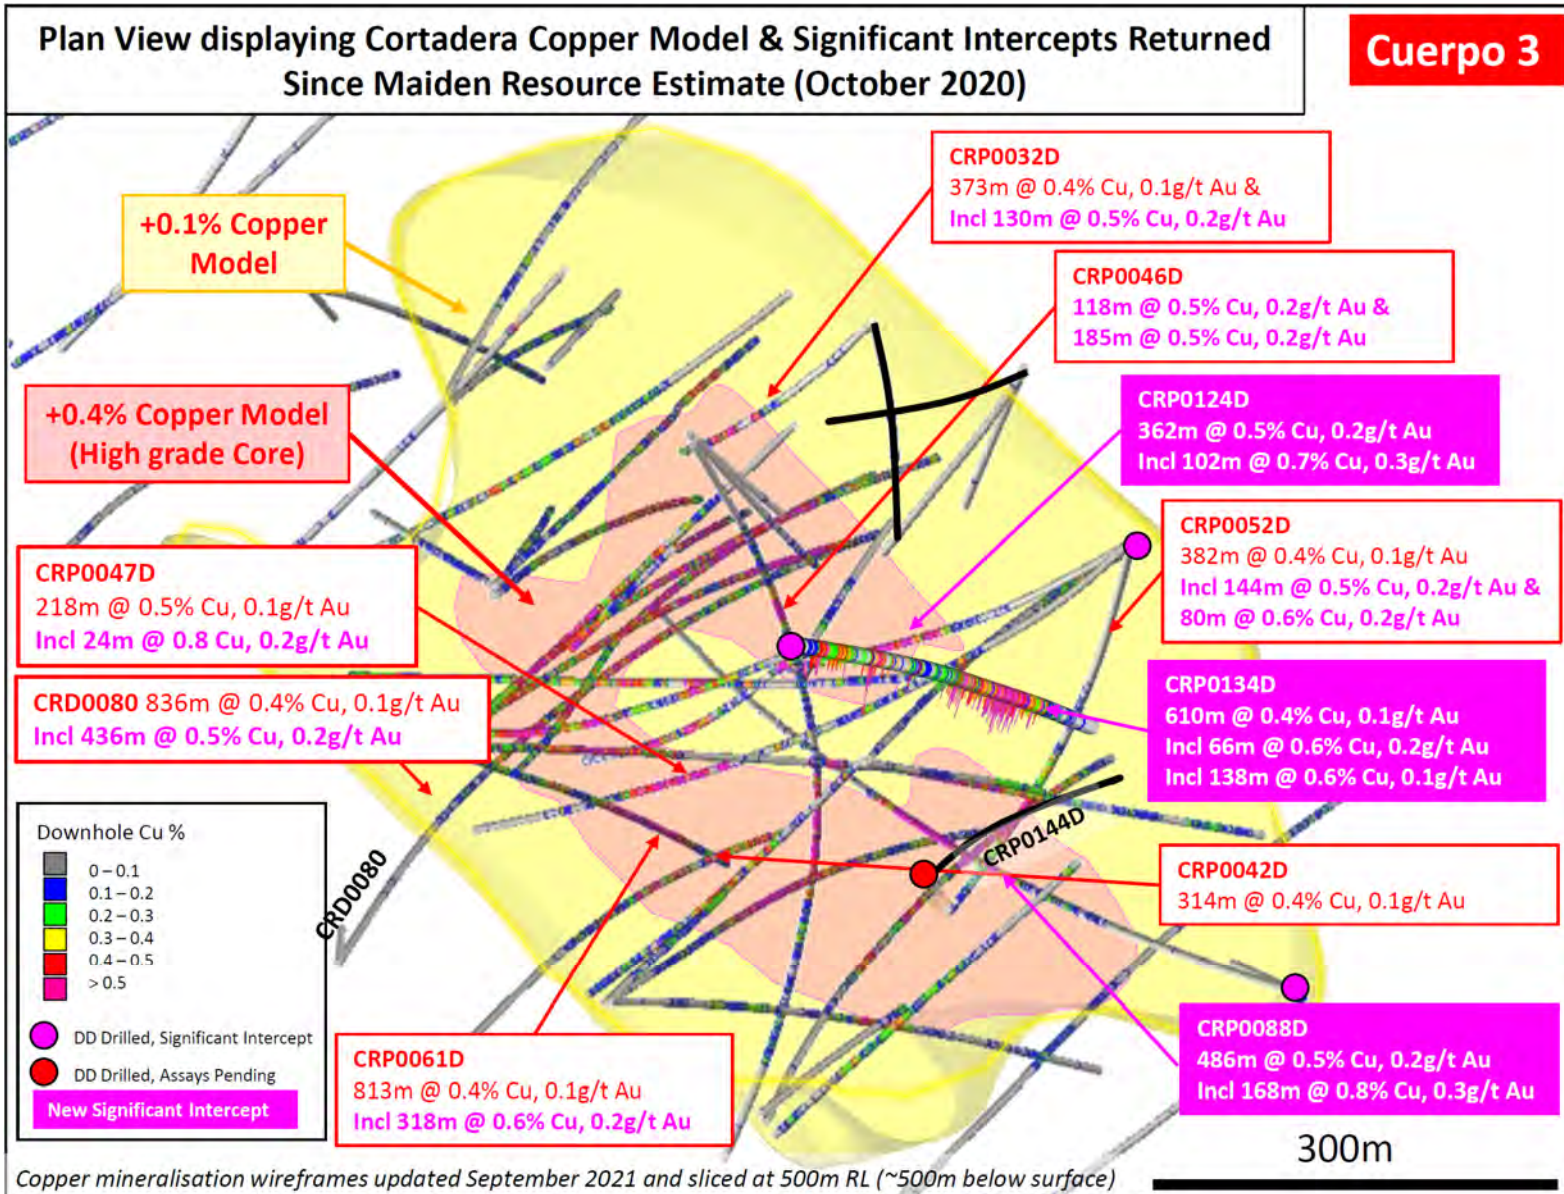 Plan View displaying Cortadera Copper Model & Significant Intercepts Returned
Since Maiden Resource Estimate (October 2020)
Cuerpo 3
CRP0032D
373m @ 0.4% Cu, 0.1g/t Au &
Incl 130m @ 0.5% Cu, 0.2g/t Au
+0.1% Copper
Model
CRP0046D
118m @ 0.5% Cu, 0.2g/t Au &
185m @ 0.5% Cu, 0.2g/t Au
+0.4% Copper Model
(High grade Core)
CRP0124D
362m @ 0.5% Cu, 0.2g/t Au
Incl 102m @ 0.7% Cu, 0.3g/t Au
CRP0052D
382m @ 0.4% Cu, 0.1g/t Au
Incl 144m @ 0.5% Cu, 0.2g/t Au &
80m @ 0.6% Cu, 0.2g/t Au
CRP0047D
218m @ 0.5% Cu, 0.1g/t Au
Incl 24m @ 0.8 Cu, 0.2g/t Au
CRD0080 836m @ 0.4% Cu, 0.1g/t Au
Incl 436m @ 0.5% Cu, 0.2g/t Au
CRP0134D
610m @ 0.4% Cu, 0.1g/t Au
Incl 66m @ 0.6% Cu, 0.2g/t Au
Incl 138m @ 0.6% Cu, 0.1g/t Au
CRP0144D
CRD0080
CRP0042D
314m @ 0.4% Cu, 0.1g/t Au
Downhole Cu %
0 – 0.1
0.1 – 0.2
0.2 – 0.3
0.3 – 0.4
0.4 – 0.5
> 0.5
DD Drilled, Significant Intercept
DD Drilled, Assays Pending
New Significant Intercept
CRP0061D
813m @ 0.4% Cu, 0.1g/t Au
Incl 318m @ 0.6% Cu, 0.2g/t Au
CRP0088D
486m @ 0.5% Cu, 0.2g/t Au
Incl 168m @ 0.8% Cu, 0.3g/t Au
300m
Copper mineralisation wireframes updated September 2021 and sliced at 500m RL (~500m below surface)